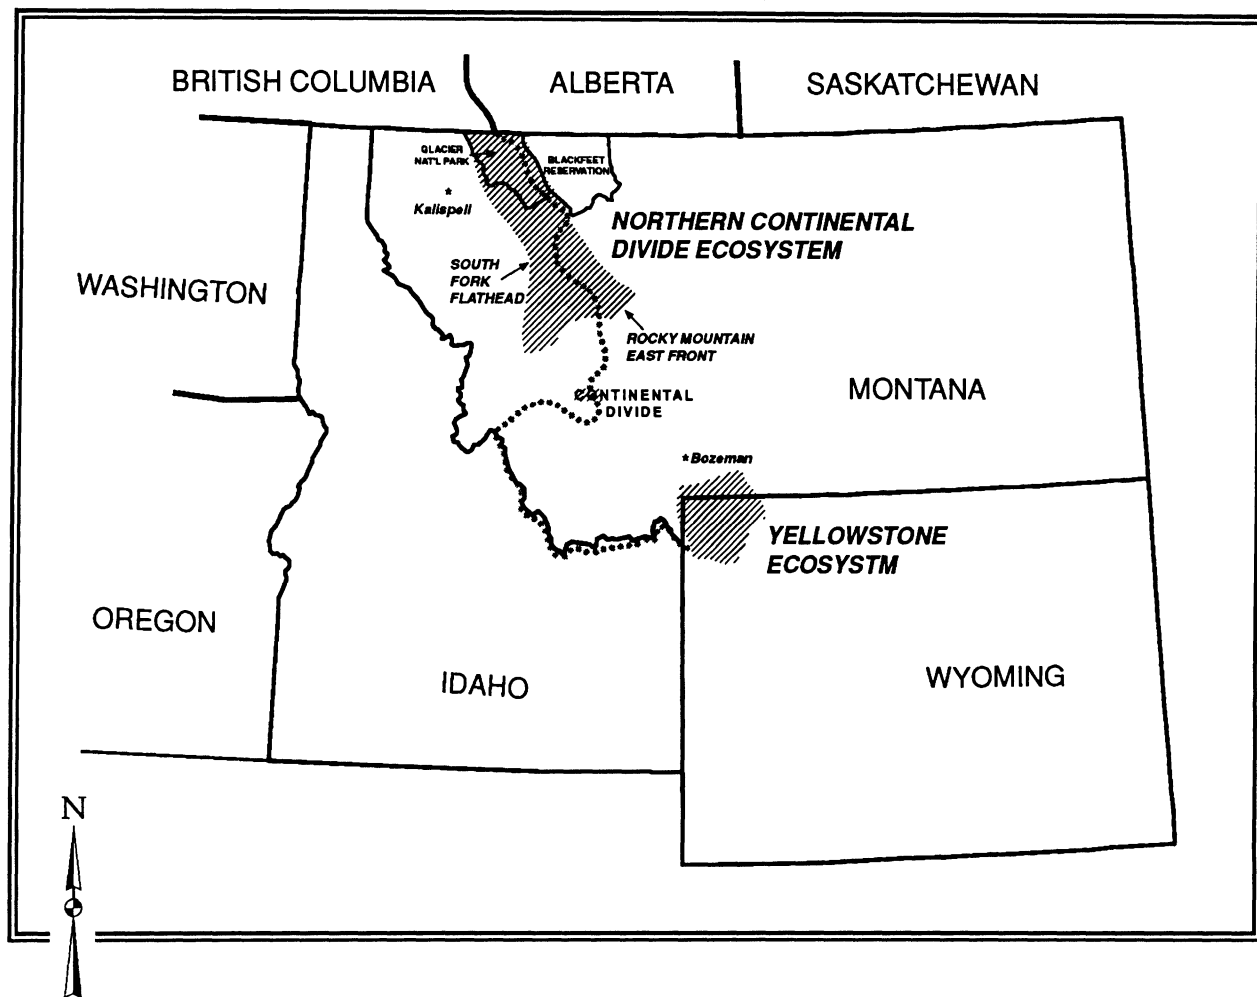 BRITISH COLUMBIA
ALBERTA
SASKATCHEWAN
GLACIER
NAT'L PARK
BLACKFEET
RESERVATION
* Kalispell
NORTHERN CONTINENTAL
DIVIDE ECOSYSTEM
SOUTH
FORK
FLATHEAD
WASHINGTON
ROCKY MOUNTAIN
EAST FRONT
CONTINENTAL
DIVIDE
MONTANA
*Bozeman
YELLOWSTONE
ECOSYSTM
OREGON
IDAHO
WYOMING
N